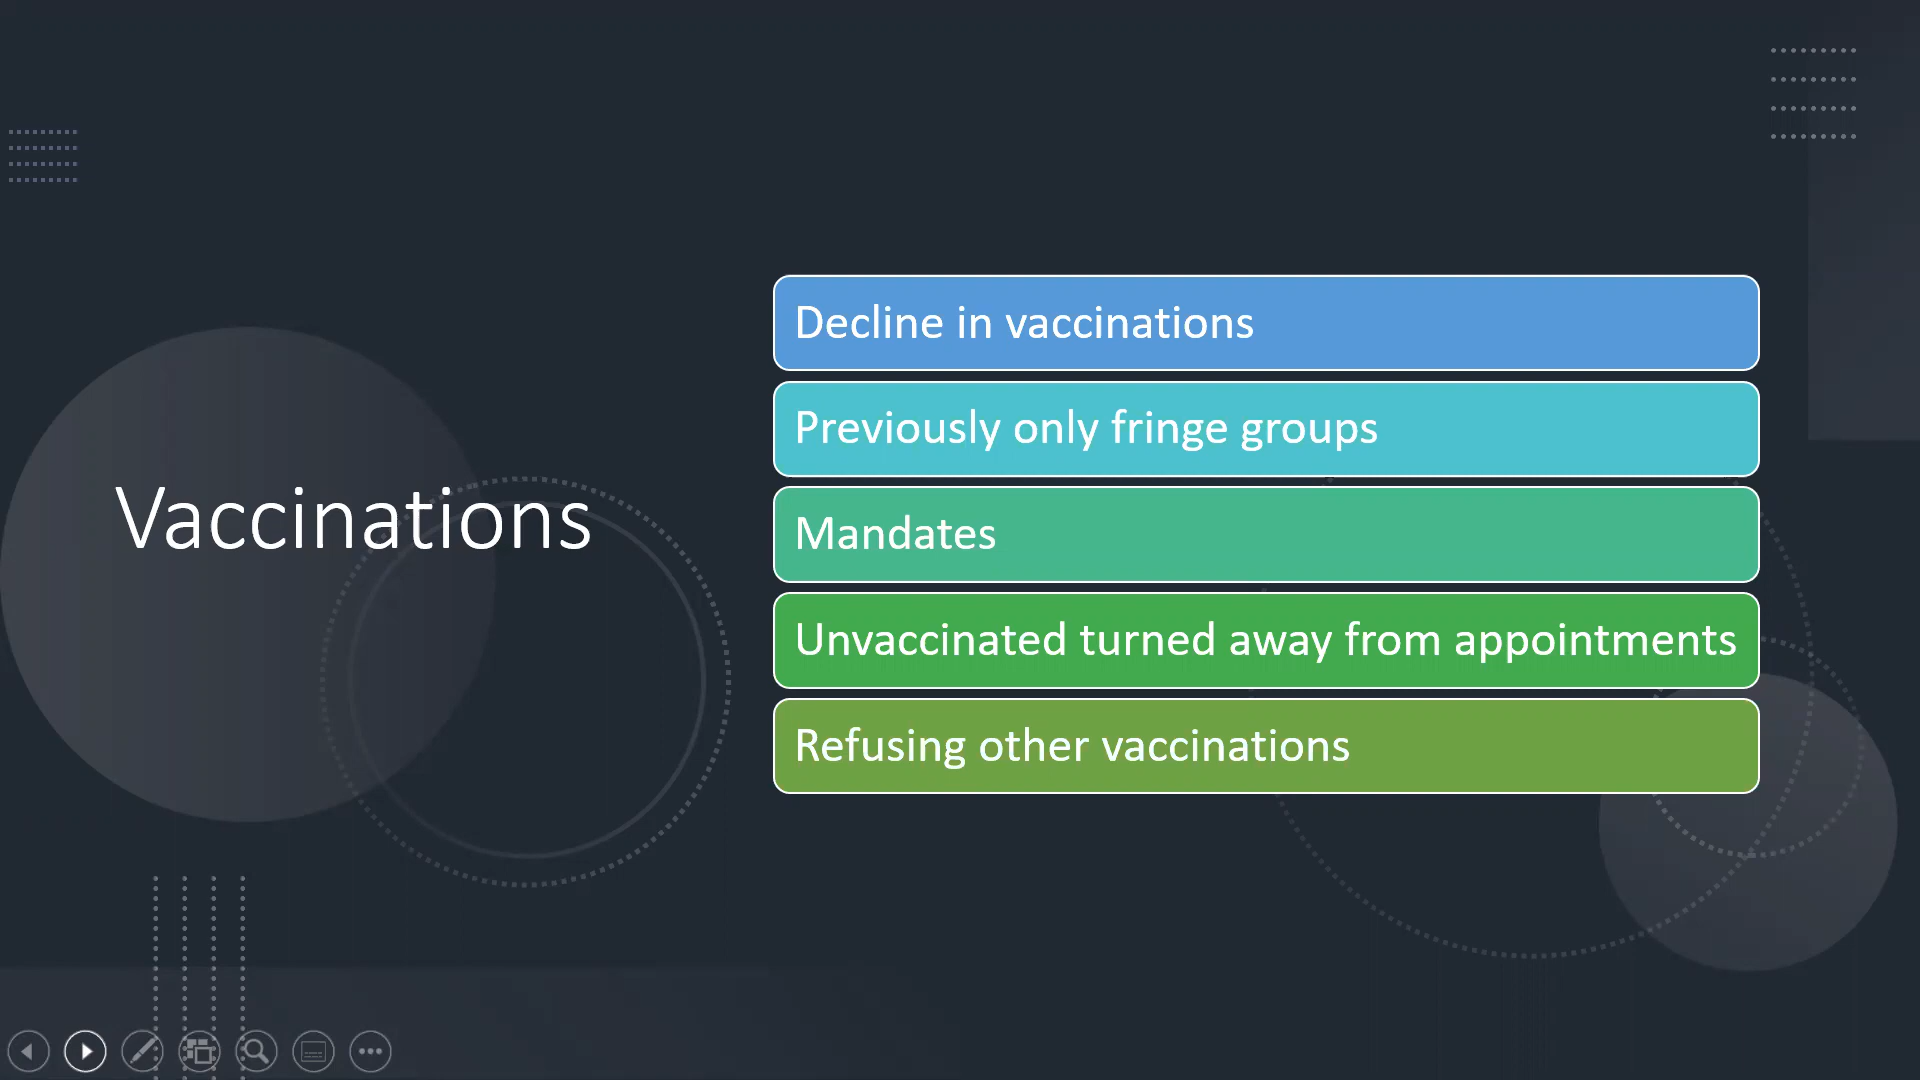 Vaccinations
Decline in vaccinations
Previously only fringe groups
Mandates
Unvaccinated turned away from appointments
Refusing other vaccinations